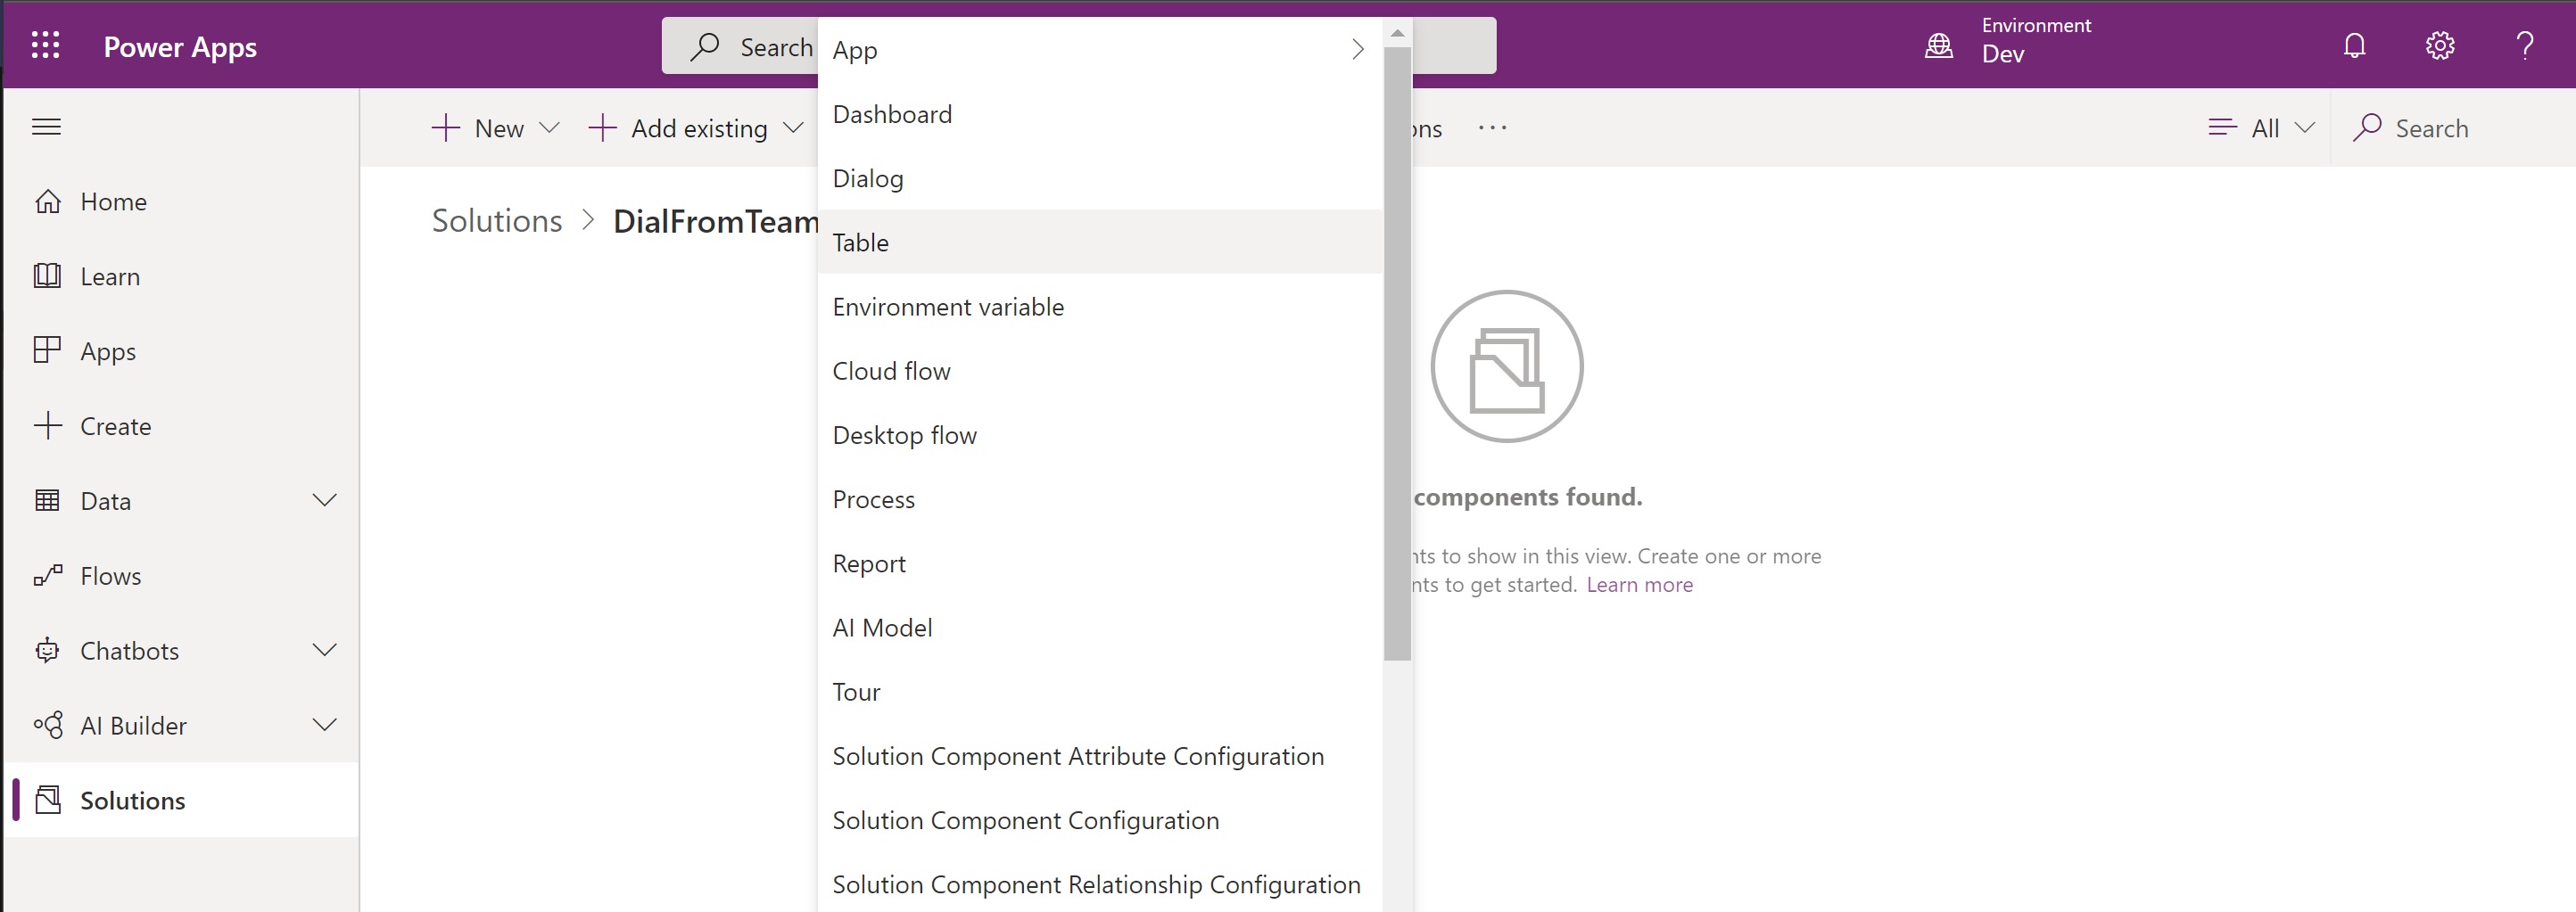 Power Apps
Search
Environment
Dev
?
New
Add existing
ons
...
All
Search
Home
Learn
Apps
Create
Data
Flows
Chatbots
AI Builder
Solutions
Solutions > DialFromTeam
App
Dashboard
Dialog
Table
Environment variable
Cloud flow
Desktop flow
Process
Report
AI Model
Tour
Solution Component Attribute Configuration
Solution Component Configuration
Solution Component Relationship Configuration
components found.
nts to show in this view. Create one or more
nts to get started. Learn more